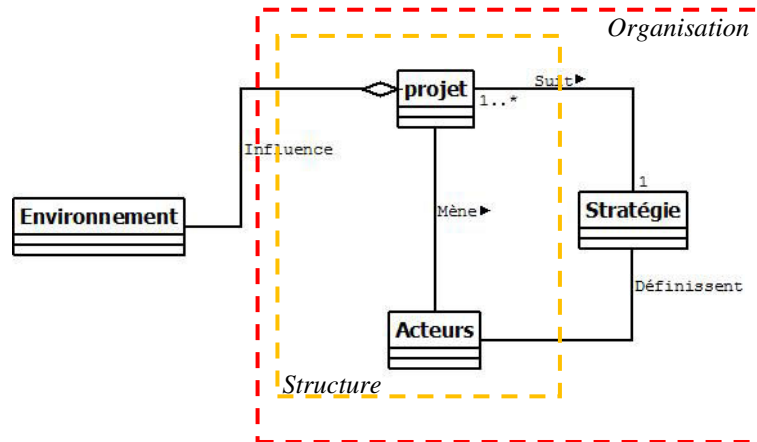 Organisation
projet
Suit
1..*
Influence
1
Environnement
Mène
Stratégie
Définissent
Acteurs
Structure